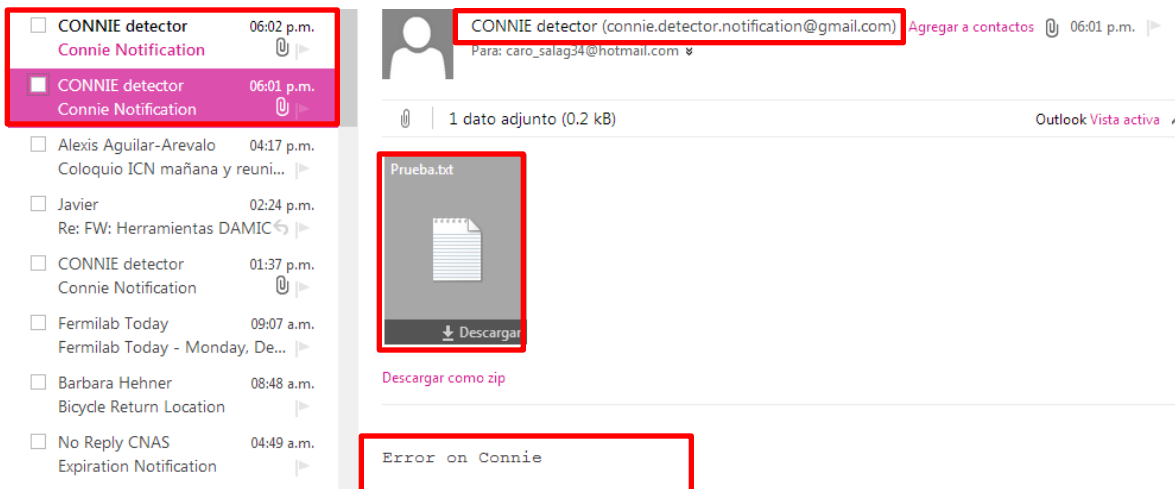 CONNIE detector 06:02 p.m.
Connie Notification
CONNIE detector 06:01 p.m.
Connie Notification
Alexis Aguilar-Arevalo 04:17 p.m.
Coloquio ICN mañana y reuni...
Javier 02:24 p.m.
Re: FW: Herramientas DAMIC
CONNIE detector 01:37 p.m.
Connie Notification
Fermilab Today 09:07 a.m.
Fermilab Today - Monday, De...
Barbara Hehner 08:48 a.m.
Bicycle Return Location
No Reply CNAS 04:49 a.m.
Expiration Notification
CONNIE detector (connie.detector.notification@gmail.com) Agregar a contactos 06:01 p.m.
Para: caro_salag34@hotmail.com
1 dato adjunto (0.2 kB) Outlook Vista activa
Prueba.txt
Descargar
Descargar como zip
Error on Connie